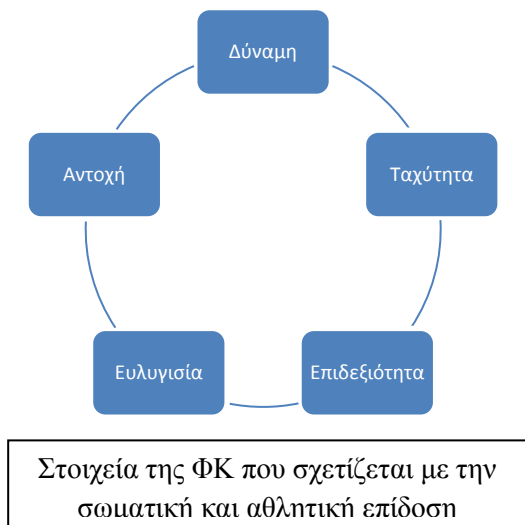 Δύναμη
Ταχύτητα
Επιδεξιότητα
Ευλυγισία
Αντοχή
Στοιχεία της ΦΚ που σχετίζεται με την
σωματική και αθλητική επίδοση